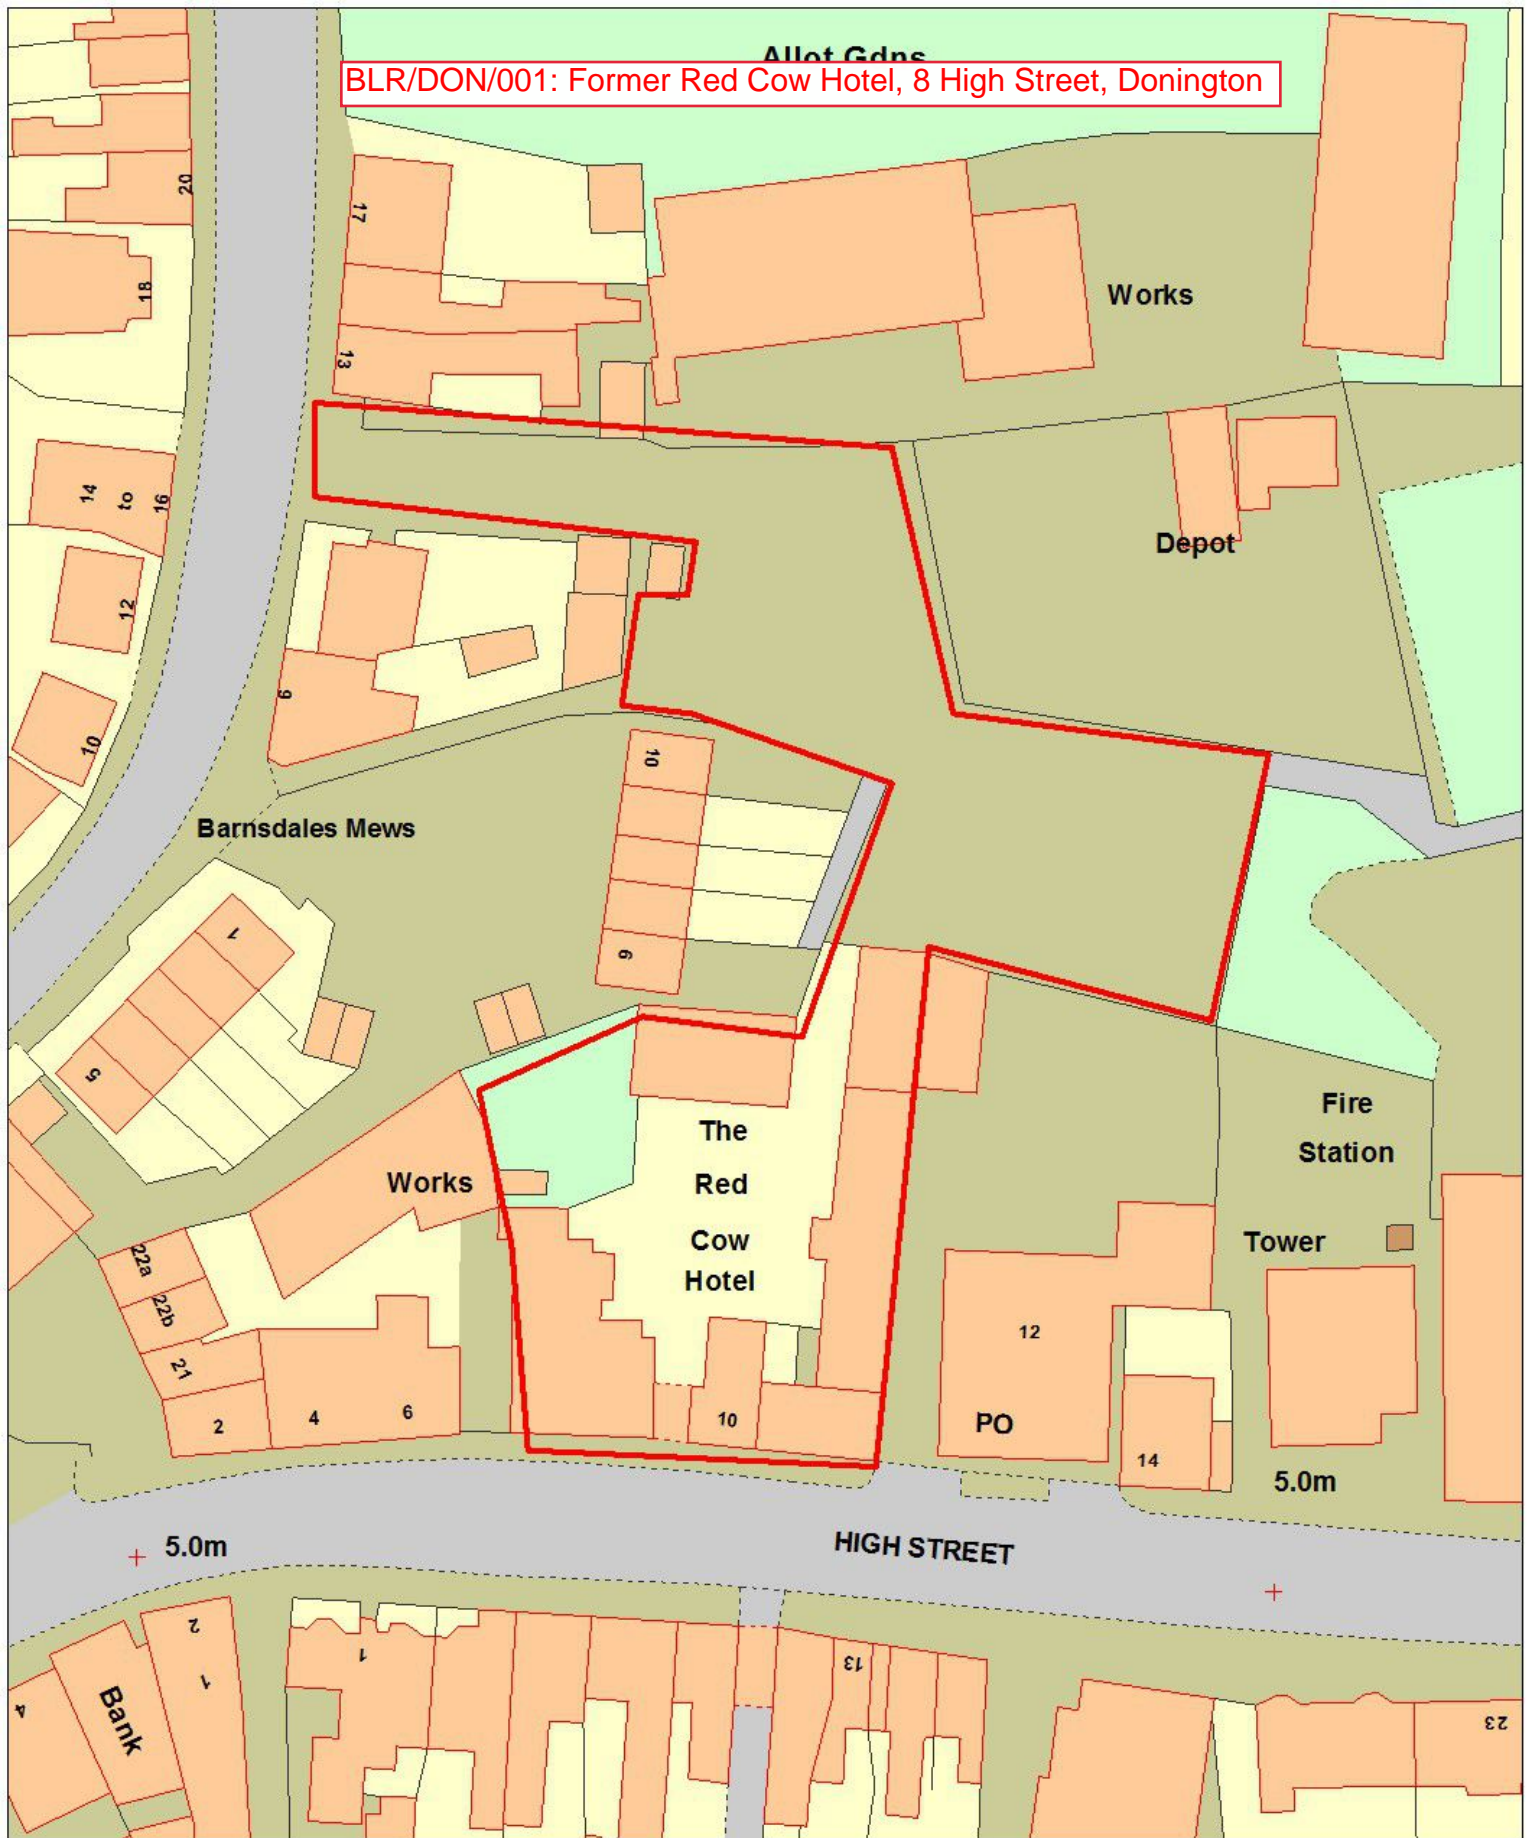 Allot Gdns
BLR/DON/001: Former Red Cow Hotel, 8 High Street, Donington
20
17
18
Works
13
14
to
16
Depot
12
9
10
10
Barnsdales Mews
7
6
5
The
Red
Cow
Hotel
Works
Fire
Station
Tower
22a
22b
21
2
4
6
10
12
PO
14
5.0m
5.0m
HIGH STREET
2
1
1
13
4
Bank
23